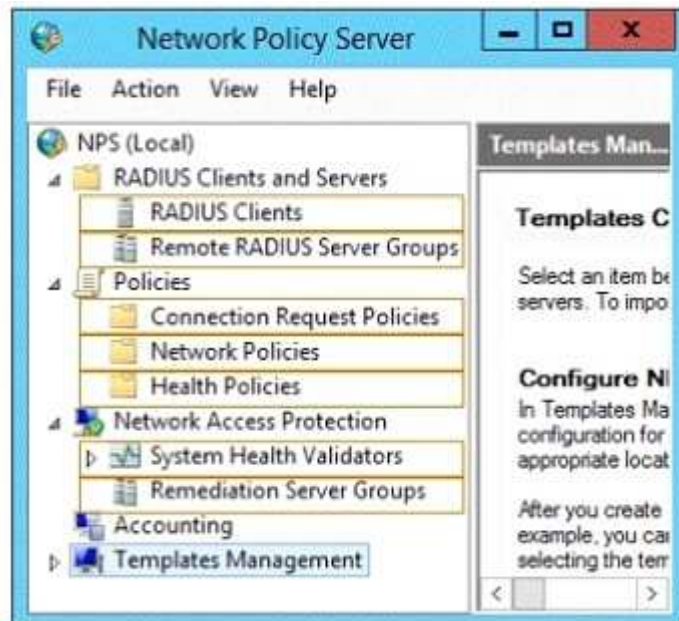 Network Policy Server
File Action View Help
NPS (Local)
RADIUS Clients and Servers
RADIUS Clients
Remote RADIUS Server Groups
Policies
Connection Request Policies
Network Policies
Health Policies
Network Access Protection
System Health Validators
Remediation Server Groups
Accounting
Templates Management
Templates Man...
Templates C
Select an item be
servers. To impo
Configure N
In Templates Ma
configuration for
appropriate locat
After you create
example, you can
selecting the tem